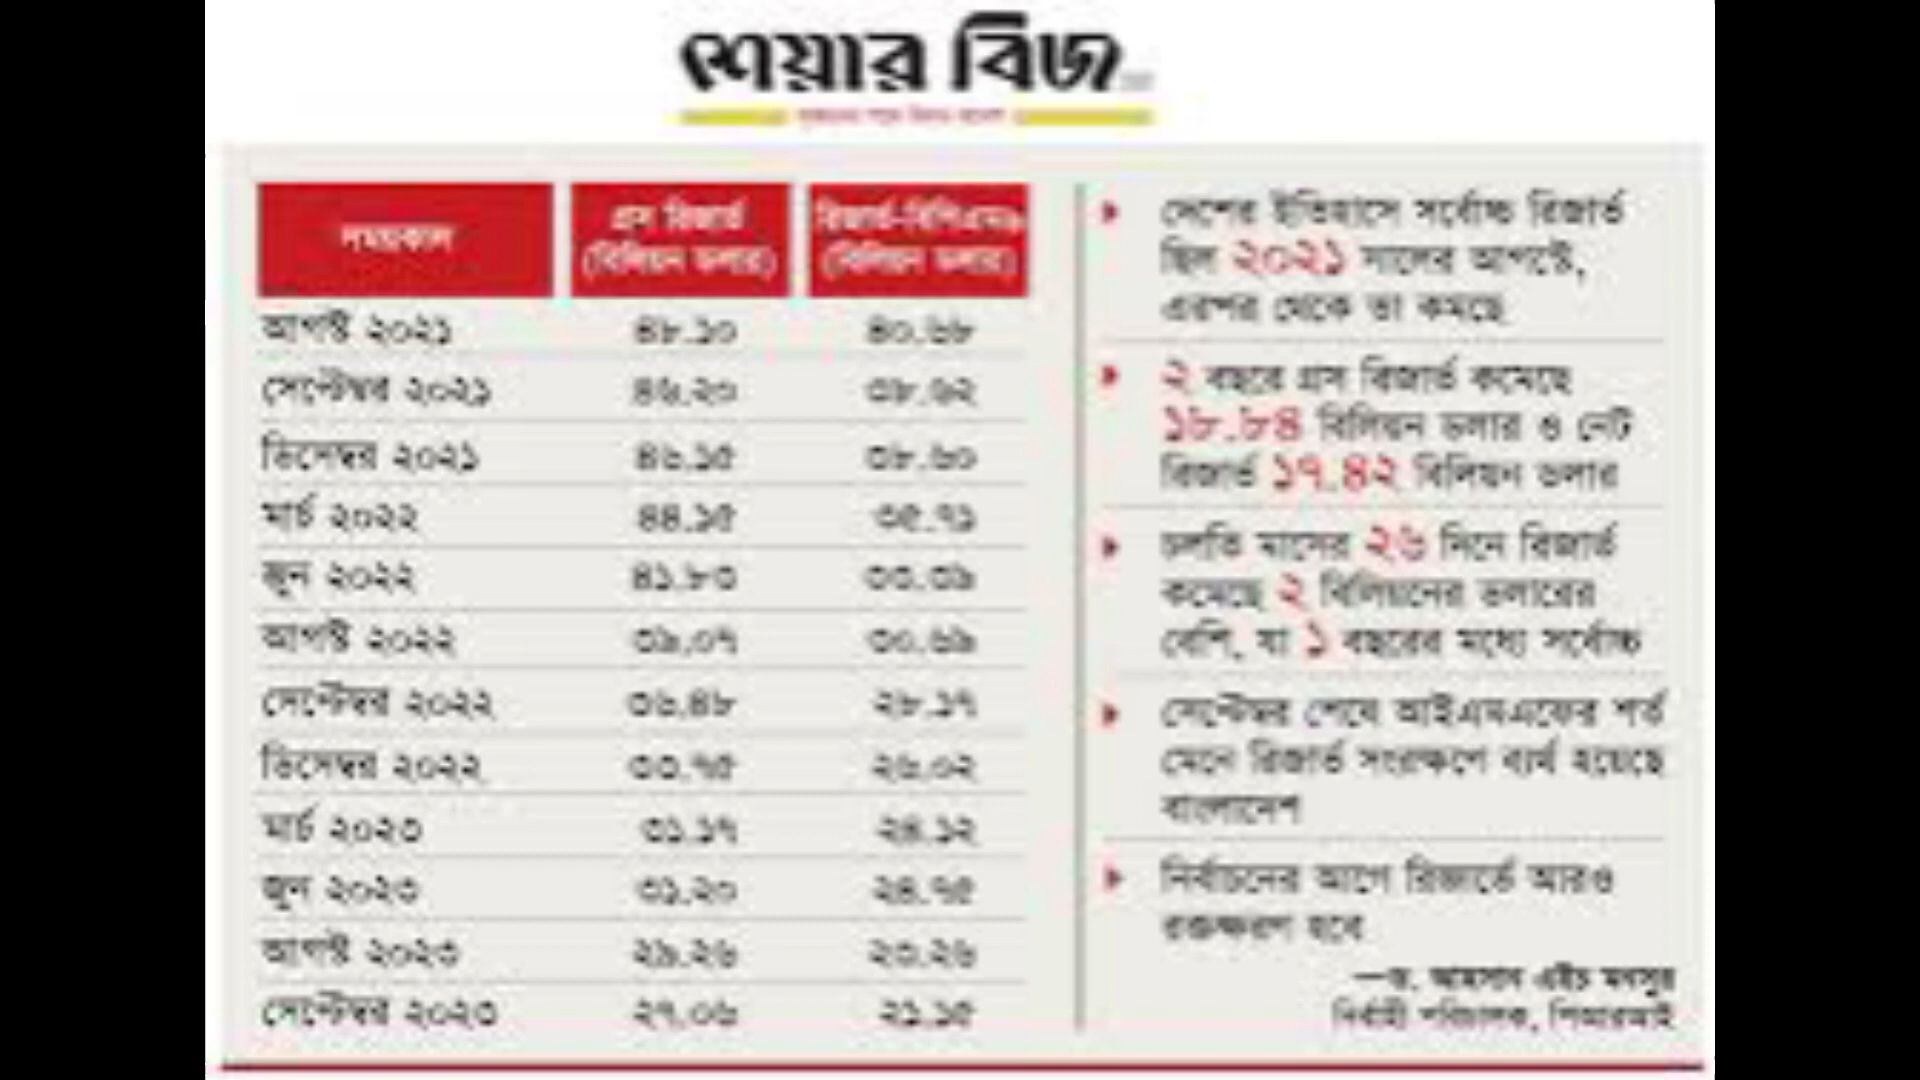 শেয়ার বিজ
সময়কাল
গ্রস রিজার্ভ
(বিলিয়ন ডলার)
রিজার্ভ-বিপিএম৬
(বিলিয়ন ডলার)
আগস্ট ২০২১ ৪৮.১০ ৪০.৬৮
সেপ্টেম্বর ২০২১ ৪৬.২০ ৩৮.৬২
ডিসেম্বর ২০২১ ৪৬.১৫ ৩৮.৬০
মার্চ ২০২২ ৪৪.১৫ ৩৫.৭১
জুন ২০২২ ৪১.৮৩ ৩৩.৩৯
আগস্ট ২০২২ ৩৯.০৭ ৩০.৬৯
সেপ্টেম্বর ২০২২ ৩৬.৪৮ ২৮.১৭
ডিসেম্বর ২০২২ ৩৩.৭৫ ২৬.০২
মার্চ ২০২৩ ৩১.১৭ ২৪.১২
জুন ২০২৩ ৩১.২০ ২৪.৭৫
আগস্ট ২০২৩ ২৯.২৬ ২৩.২৬
সেপ্টেম্বর ২০২৩ ২৭.০৬ ২১.১৫
দেশের ইতিহাসে সর্বোচ্চ রিজার্ভ
ছিল ২০২১ সালের আগস্টে,
এরপর থেকে তা কমছে
২ বছরে গ্রস রিজার্ভ কমেছে
১৮.৮৪ বিলিয়ন ডলার ও নেট
রিজার্ভ ১৭.৪২ বিলিয়ন ডলার
চলতি মাসের ২৬ দিনে রিজার্ভ
কমেছে ২ বিলিয়নের ডলারের
বেশি, যা ১ বছরের মধ্যে সর্বোচ্চ
সেপ্টেম্বর শেষে আইএমএফের শর্ত
মেনে রিজার্ভ সংরক্ষণে ব্যর্থ হয়েছে
বাংলাদেশ
নির্বাচনের আগে রিজার্ভে আরও
রক্তক্ষরণ হবে
—ড. আহসান এইচ মনসুর
নির্বাহী পরিচালক, পিআরআই